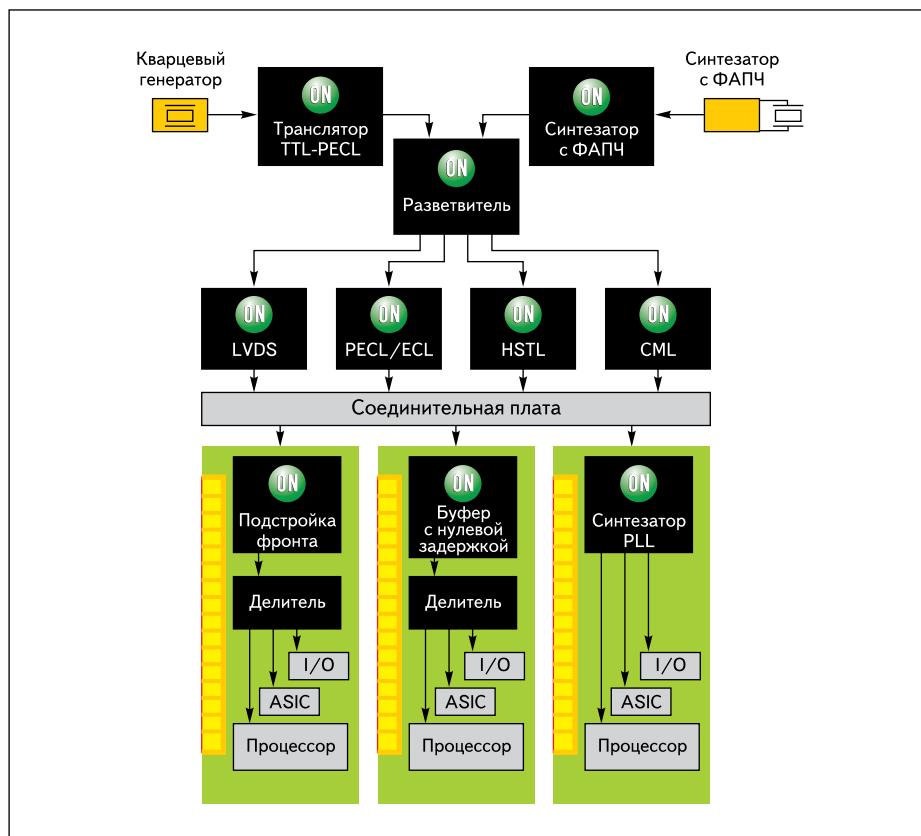 Кварцевый
генератор
Синтезатор
с ФАПЧ
ON
Транслятор
TTL-PECL
ON
Синтезатор
с ФАПЧ
ON
Разветвитель
ON
LVDS
ON
PECL/ECL
ON
HSTL
ON
CML
Соединительная плата
ON
Подстройка
фронта
Делитель
I/O
ASIC
Процессор
ON
Буфер
с нулевой
задержкой
Делитель
I/O
ASIC
Процессор
ON
Синтезатор
PLL
I/O
ASIC
Процессор